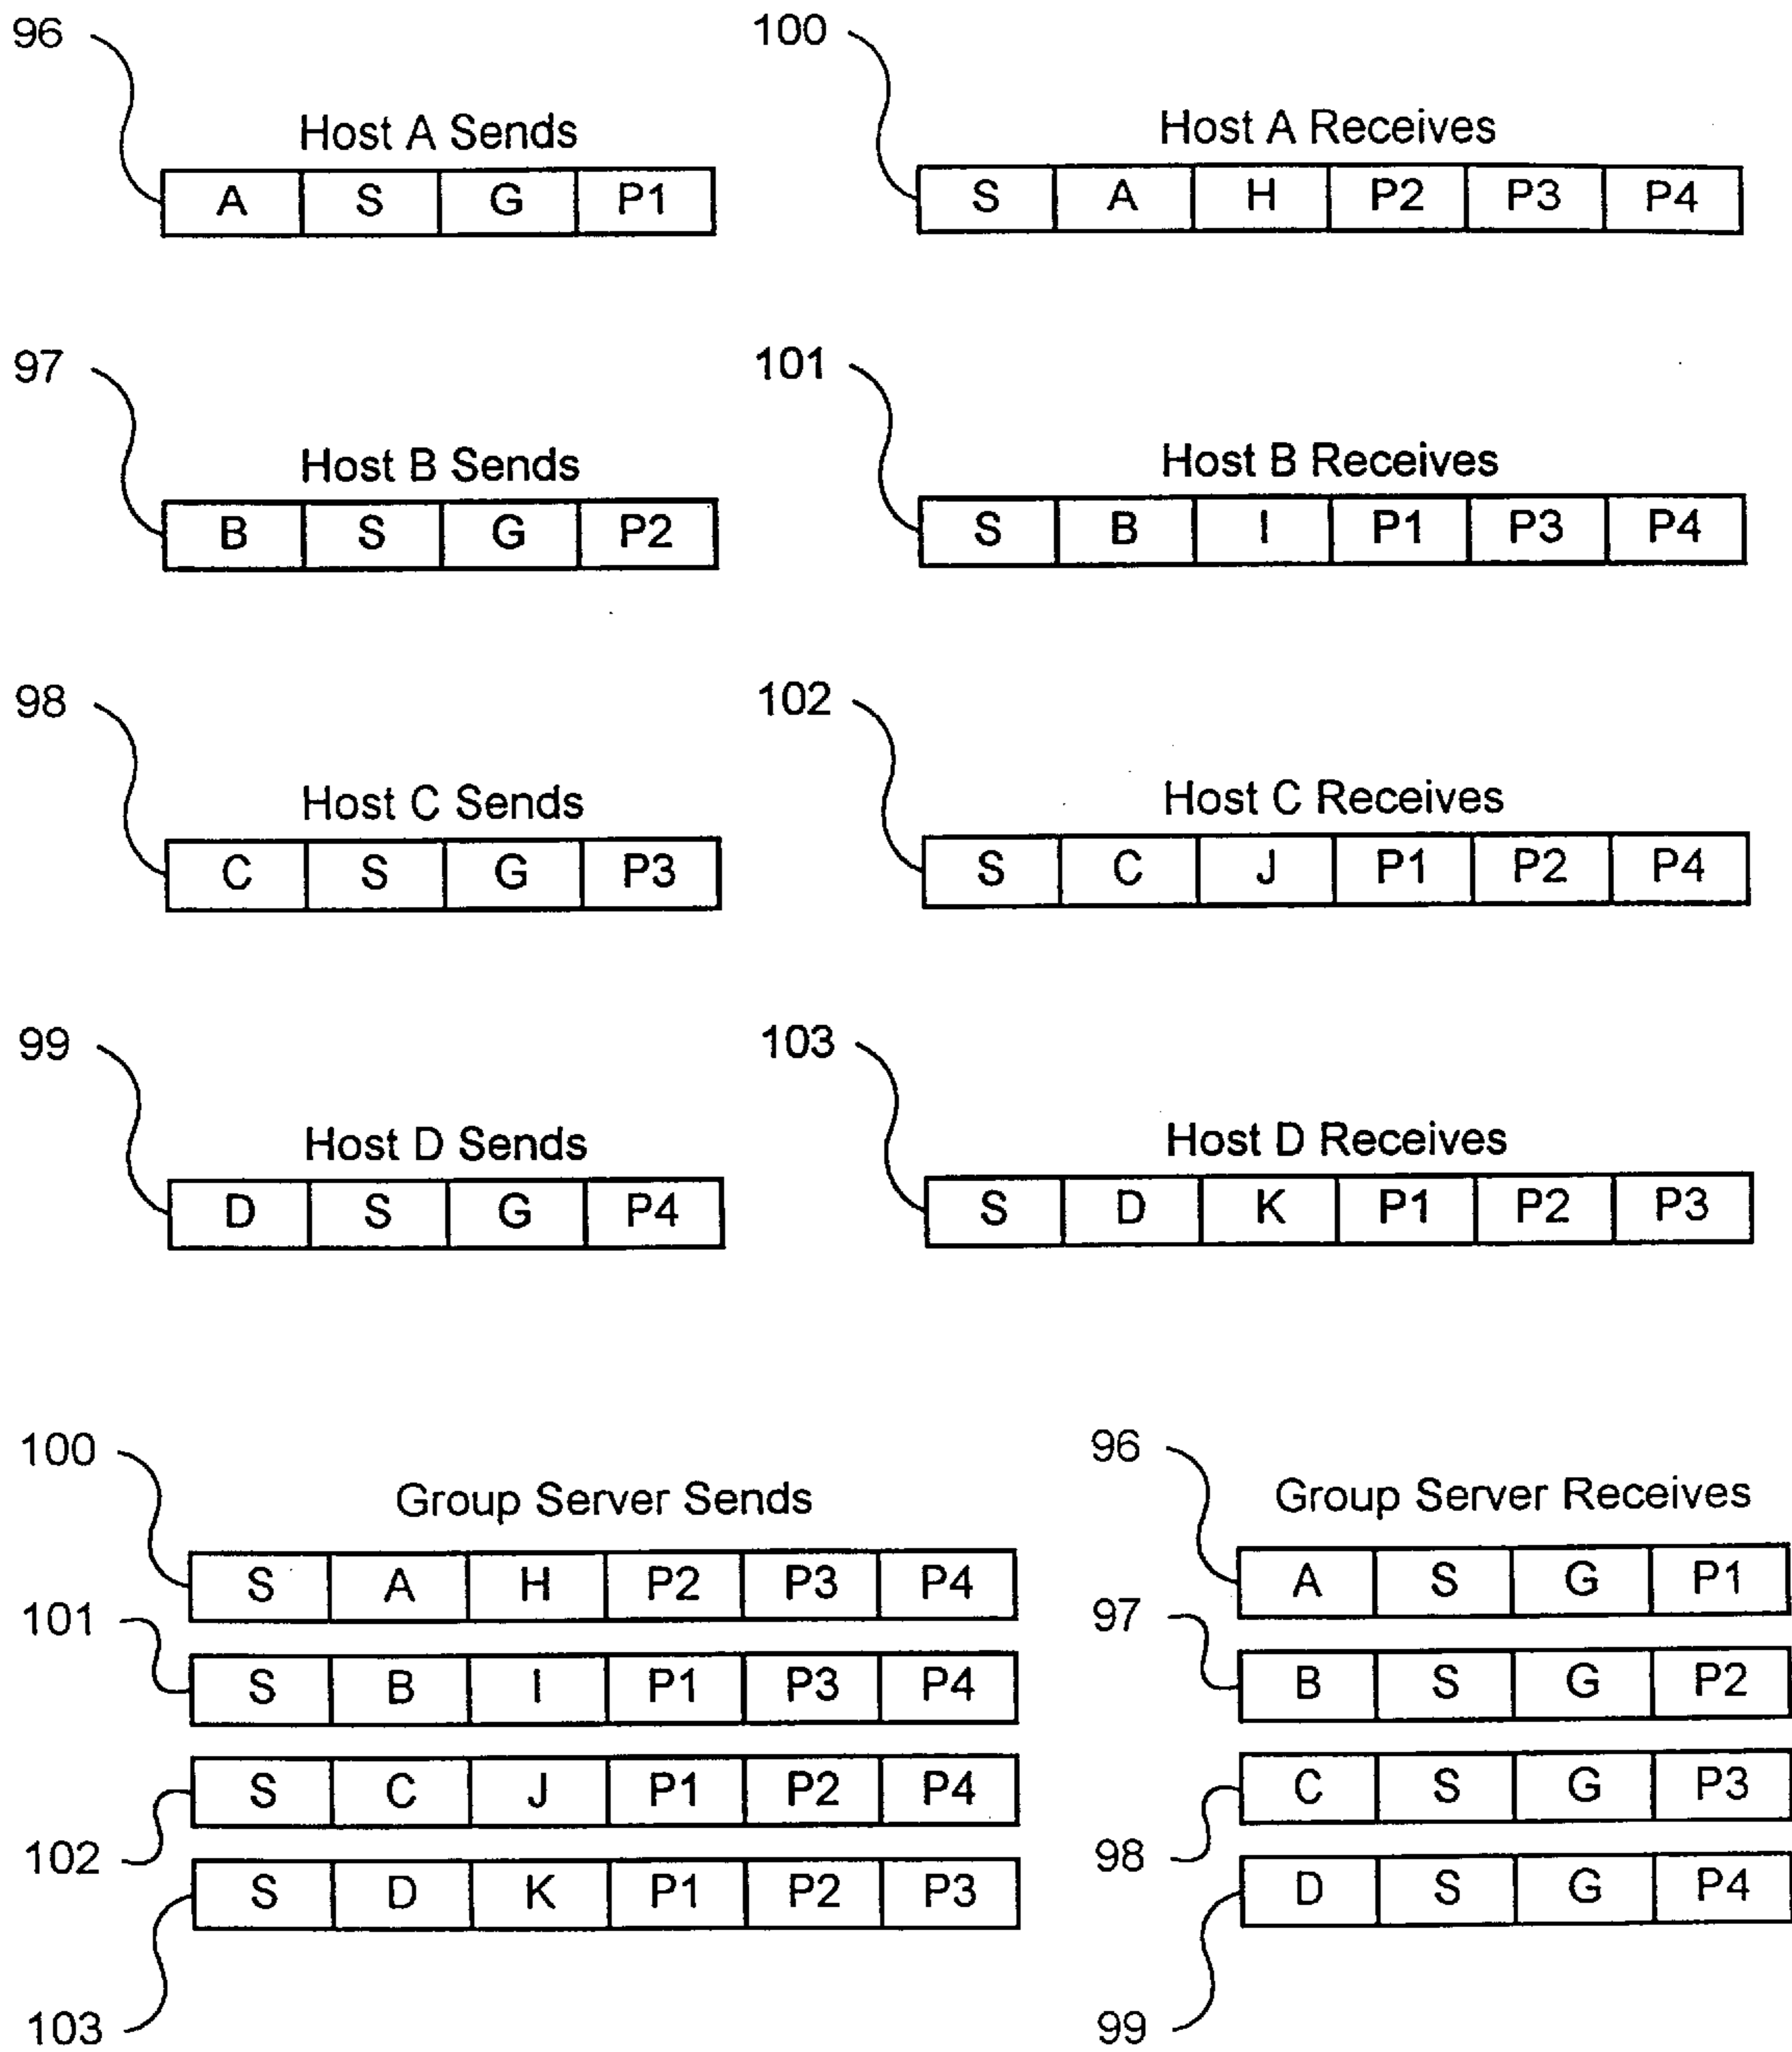 96 100
Host A Sends Host A Receives
A S G P1 S A H P2 P3 P4
97 101
Host B Sends Host B Receives
B S G P2 S B I P1 P3 P4
98 102
Host C Sends Host C Receives
C S G P3 S C J P1 P2 P4
99 103
Host D Sends Host D Receives
D S G P4 S D K P1 P2 P3
100 96
Group Server Sends Group Server Receives
S A H P2 P3 P4 A S G P1
101 97
S B I P1 P3 P4 B S G P2
S C J P1 P2 P4 C S G P3
102 98
S D K P1 P2 P3 D S G P4
103 99